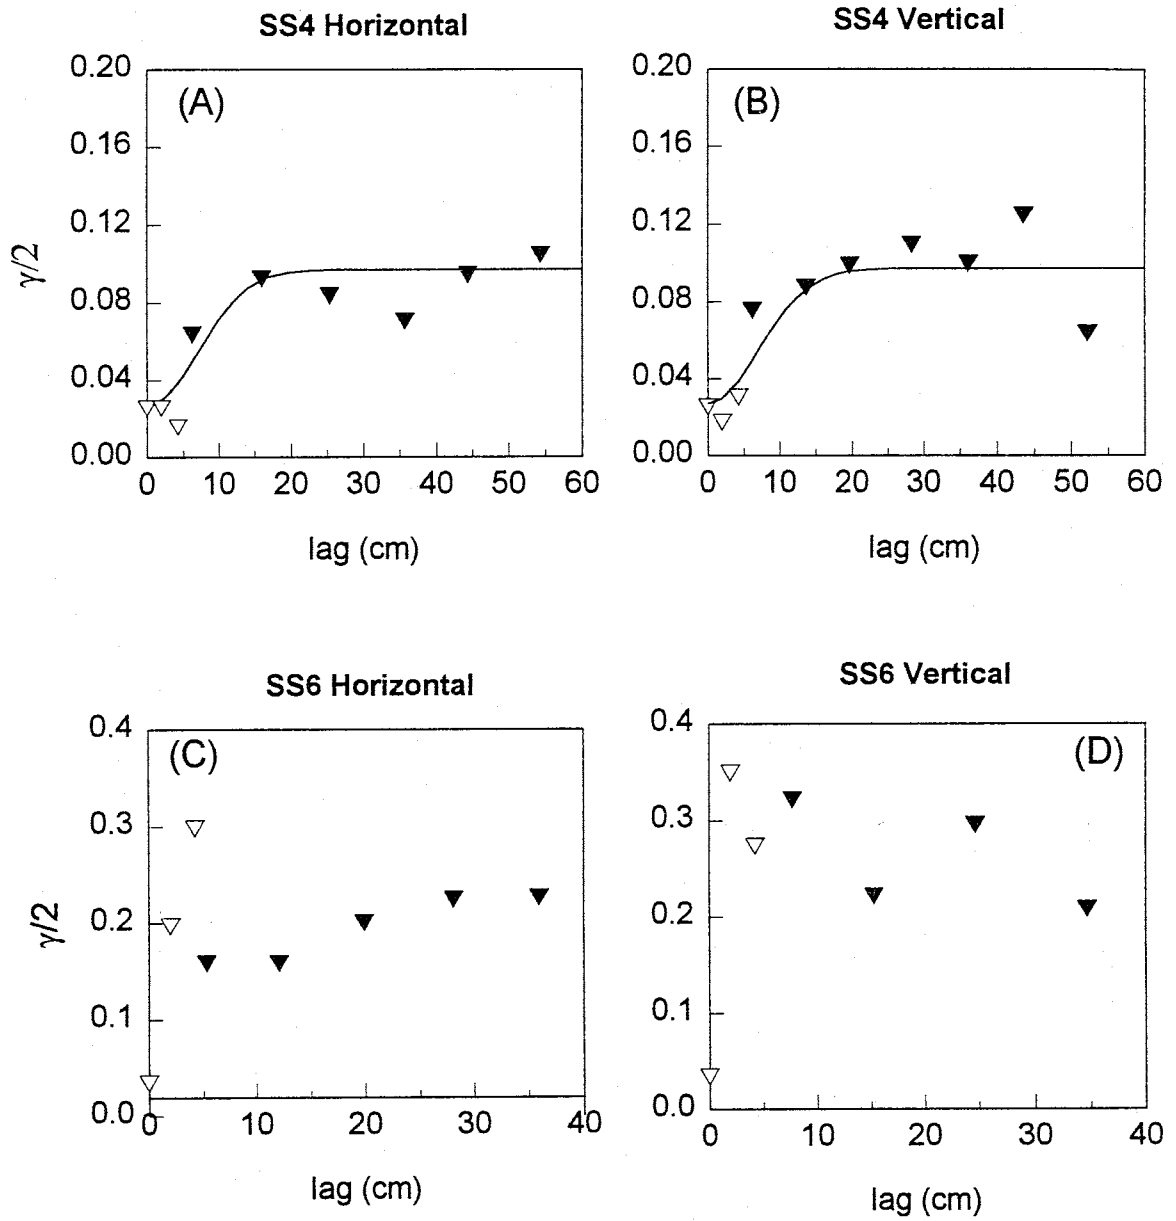 SS4 Horizontal
SS4 Vertical
(A)
(B)
0.20
0.16
0.12
0.08
0.04
0.00
γ/2
0 10 20 30 40 50 60
lag (cm)
0.20
0.16
0.12
0.08
0.04
0.00
0 10 20 30 40 50 60
lag (cm)
SS6 Horizontal
SS6 Vertical
(C)
(D)
0.4
0.3
0.2
0.1
0.0
γ/2
0 10 20 30 40
lag (cm)
0.4
0.3
0.2
0.1
0.0
0 10 20 30 40
lag (cm)